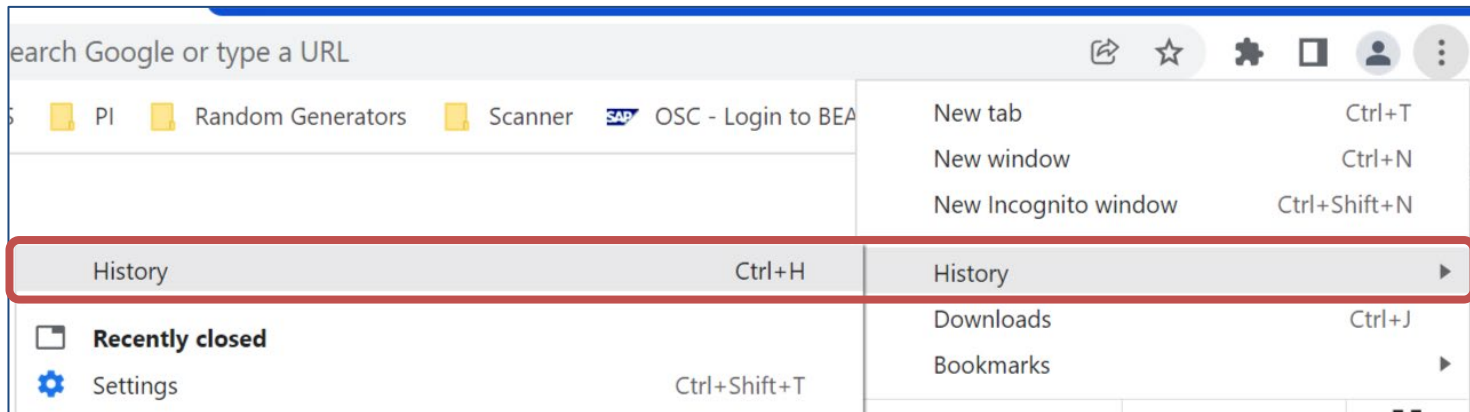 earch Google or type a URL
PI Random Generators Scanner SAP OSC - Login to BEA
New tab Ctrl+T
New window Ctrl+N
New Incognito window Ctrl+Shift+N
History Ctrl+H History
Downloads Ctrl+J
Recently closed
Bookmarks
Settings Ctrl+Shift+T